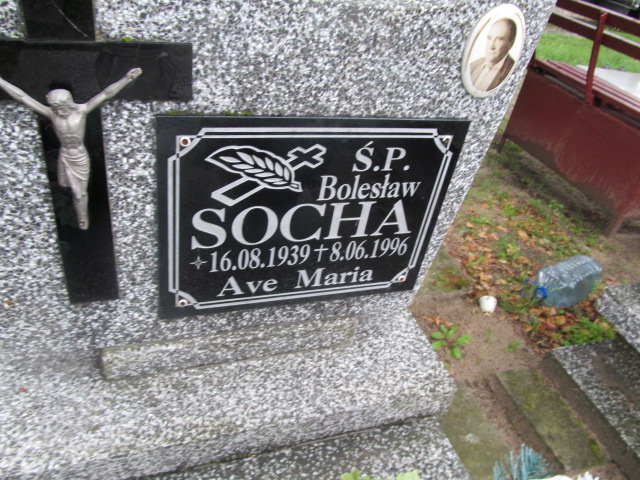 Ś.P.
Bolesław
SOCHA
16.08.1939 + 8.06.1996
Ave Maria